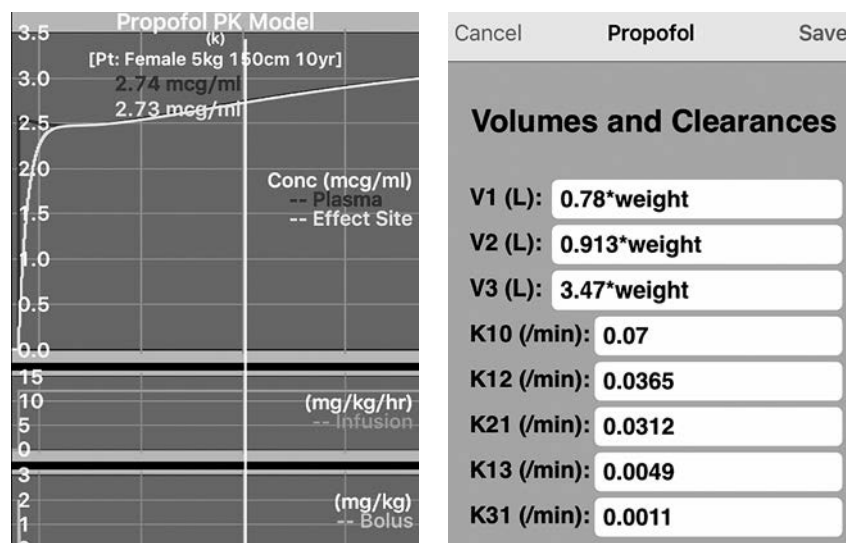 Propofol PK Model
(k)
[Pt: Female 5kg 150cm 10yr]
2.74 mcg/ml
2.73 mcg/ml
3.5
3.0
2.5
2.0
1.5
1.0
0.5
0.0
Conc (mcg/ml)
-- Plasma
-- Effect Site
15
10
5
0
(mg/kg/hr)
-- Infusion
3
2
1
(mg/kg)
-- Bolus
Cancel Propofol Save
Volumes and Clearances
V1 (L): 0.78*weight
V2 (L): 0.913*weight
V3 (L): 3.47*weight
K10 (/min): 0.07
K12 (/min): 0.0365
K21 (/min): 0.0312
K13 (/min): 0.0049
K31 (/min): 0.0011